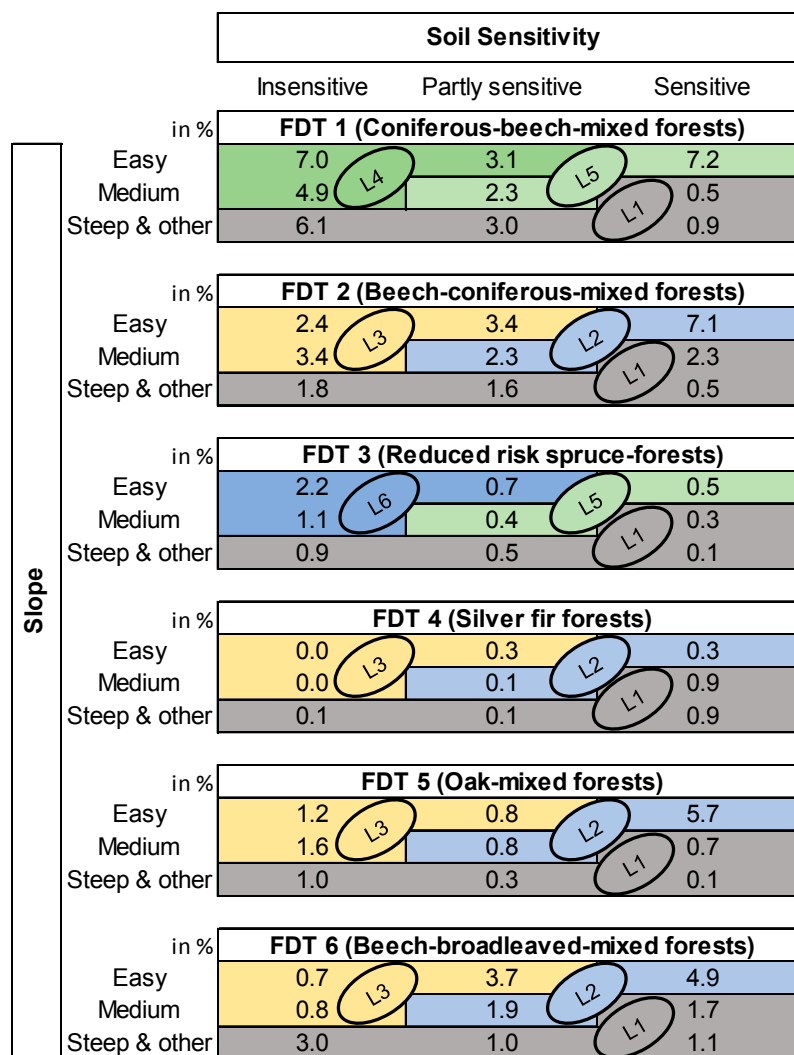 Soil Sensitivity
Insensitive Partly sensitive Sensitive
Slope
in % FDT 1 (Coniferous-beech-mixed forests)
Easy 7.0 3.1 7.2
L4 L5
Medium 4.9 2.3 0.5
L1
Steep & other 6.1 3.0 0.9
in % FDT 2 (Beech-coniferous-mixed forests)
Easy 2.4 3.4 7.1
L3 L2
Medium 3.4 2.3 2.3
L1
Steep & other 1.8 1.6 0.5
in % FDT 3 (Reduced risk spruce-forests)
Easy 2.2 0.7 0.5
L6 L5
Medium 1.1 0.4 0.3
L1
Steep & other 0.9 0.5 0.1
in % FDT 4 (Silver fir forests)
Easy 0.0 0.3 0.3
L3 L2
Medium 0.0 0.1 0.9
L1
Steep & other 0.1 0.1 0.9
in % FDT 5 (Oak-mixed forests)
Easy 1.2 0.8 5.7
L3 L2
Medium 1.6 0.8 0.7
L1
Steep & other 1.0 0.3 0.1
in % FDT 6 (Beech-broadleaved-mixed forests)
Easy 0.7 3.7 4.9
L3 L2
Medium 0.8 1.9 1.7
L1
Steep & other 3.0 1.0 1.1